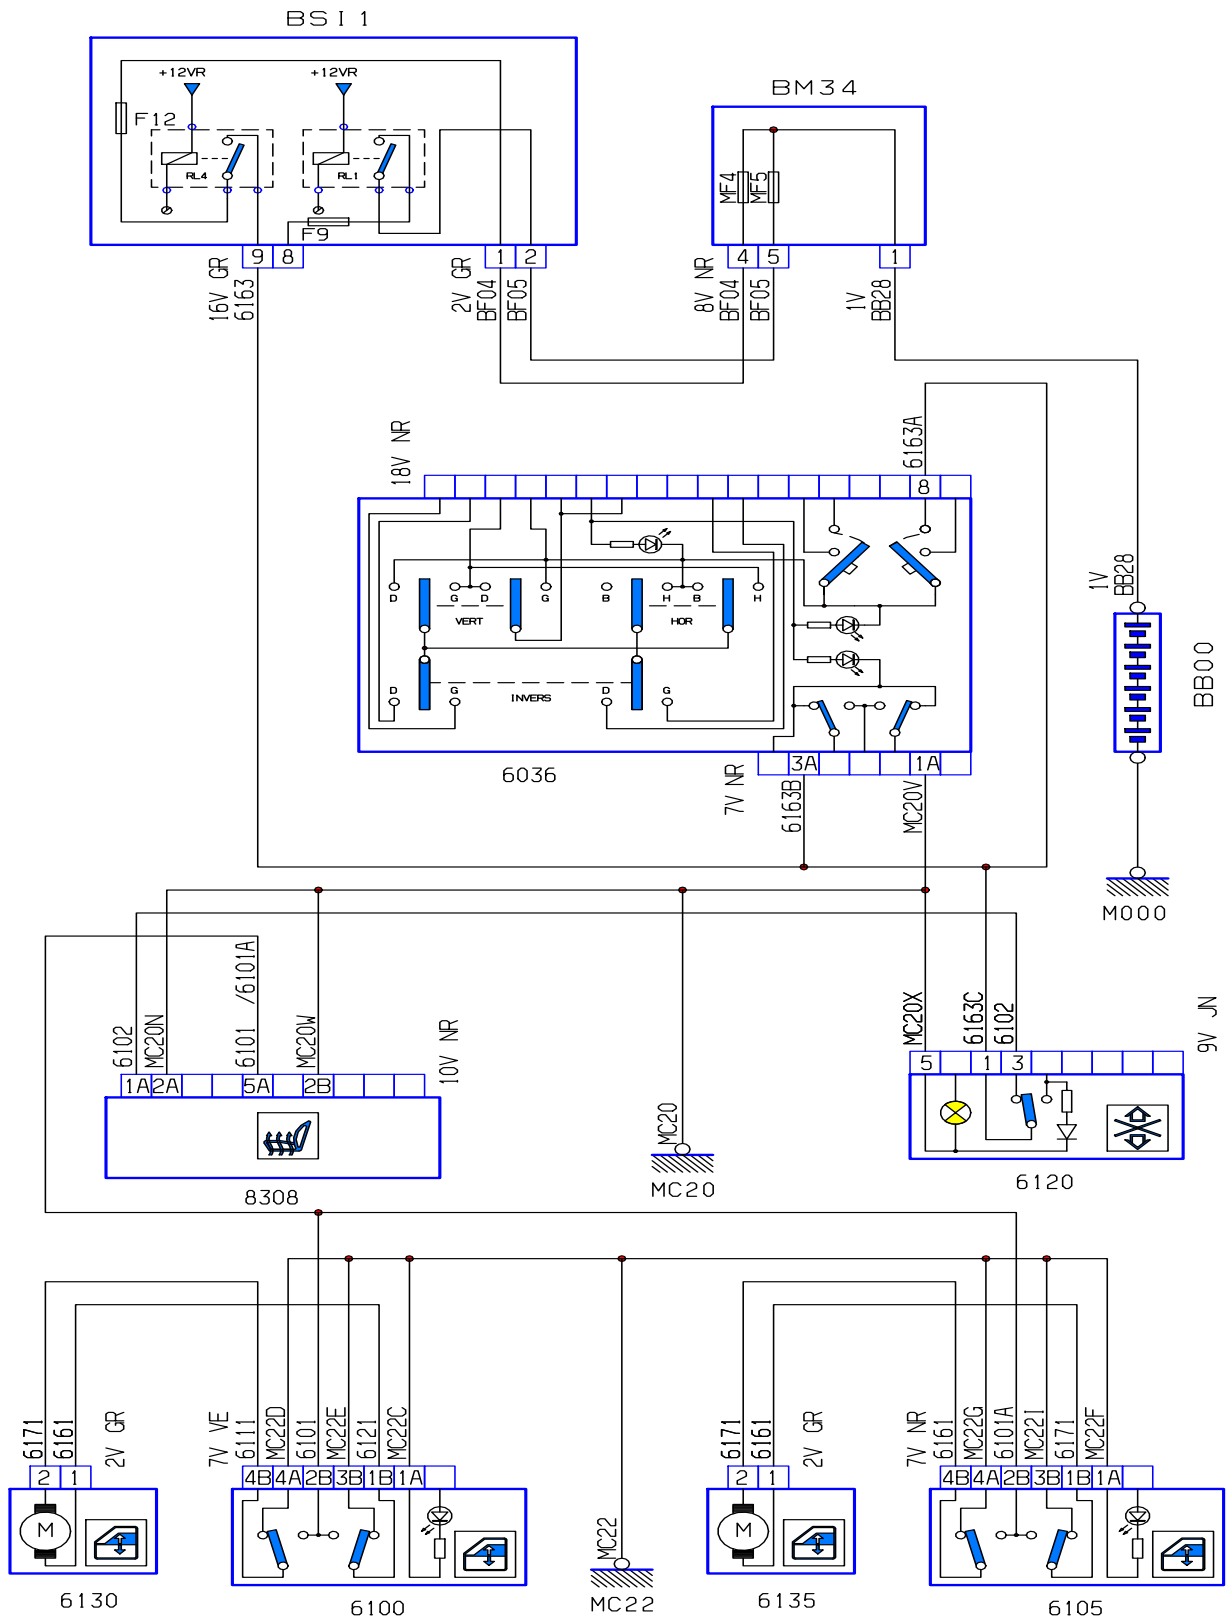 BSI 1
+12VR
+12VR
F12
RL4
RL1
F9
9 8 1 2
16V GR
6163
2V GR
BF04
BF05
BM34
MF4
MF5
4 5 1
8V NR
BF04
BF05
1V
BB28
18V NR
6163A
8
D G D G B H B H
VERT
HOR
D G D G
INVERS
6036
3A 1A
7V NR
6163B
MC20V
1V
BB28
BB00
M000
6102
MC20N
6101 /6101A
MC20W
10V NR
1A 2A 5A 2B
8308
MC20
MC20
MC20X
6163C
6102
9V JN
5 1 3
6120
6171
6161
2V GR
2 1
M
6130
7V VE
6111
MC22D
6101
MC22E
6121
MC22C
4B 4A 2B 3B 1B 1A
6100
MC22
MC22
6171
6161
2V GR
2 1
M
6135
7V NR
6161
MC22G
6101A
MC22I
6171
MC22F
4B 4A 2B 3B 1B 1A
6105